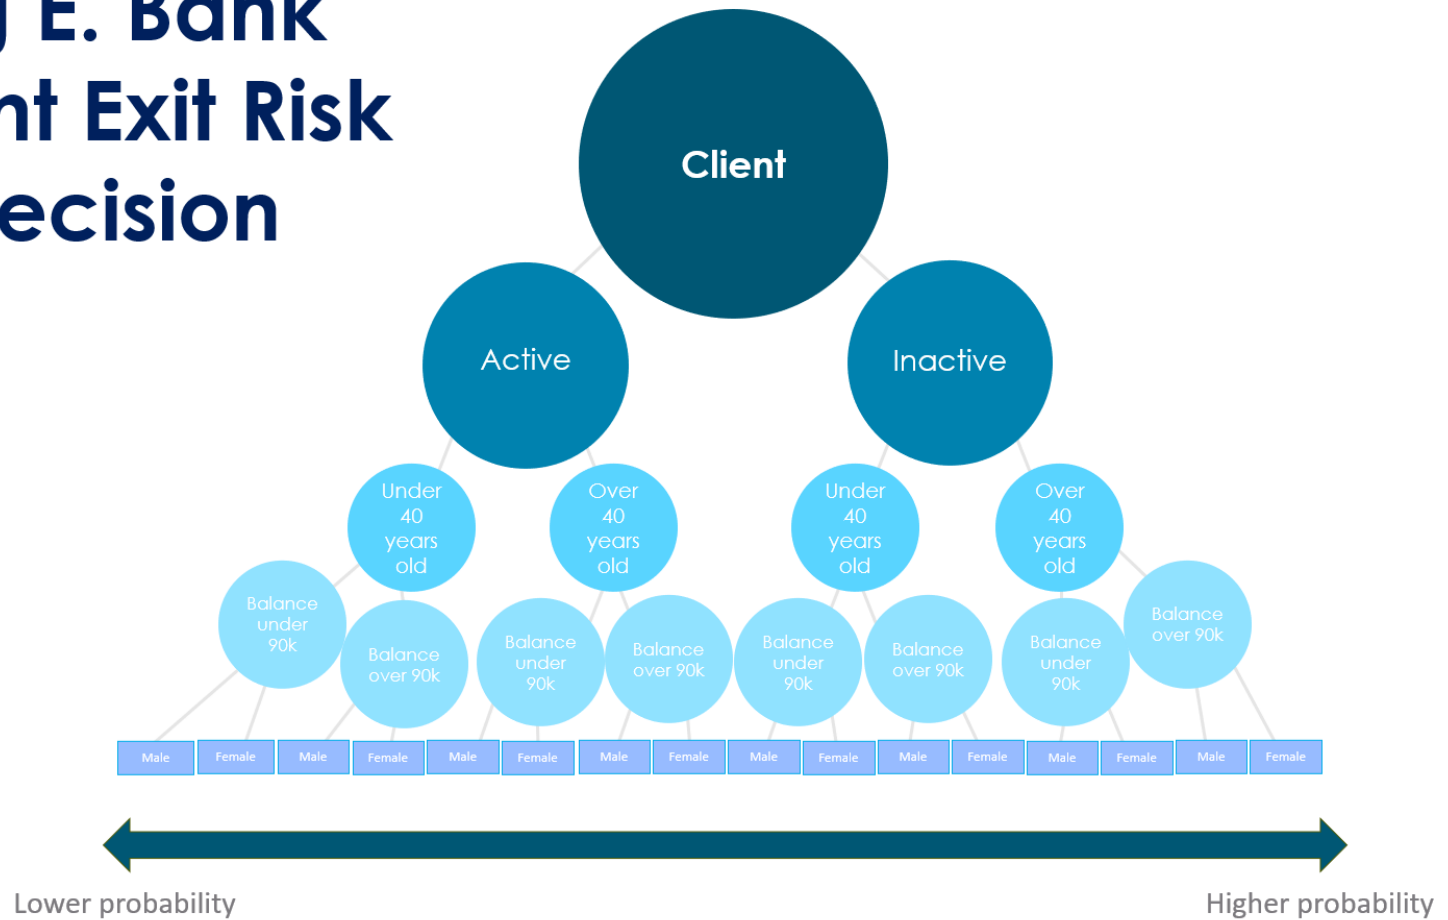 E. Bank
nt Exit Risk
ecision
Client
Active
Inactive
Under
40
years
old
Over
40
years
old
Under
40
years
old
Over
40
years
old
Balance
under
90k
Balance
over 90k
Balance
under
90k
Balance
over 90k
Balance
under
90k
Balance
over 90k
Balance
under
90k
Balance
over 90k
Male
Female
Male
Female
Male
Female
Male
Female
Male
Female
Male
Female
Male
Female
Male
Female
Lower probability
Higher probability